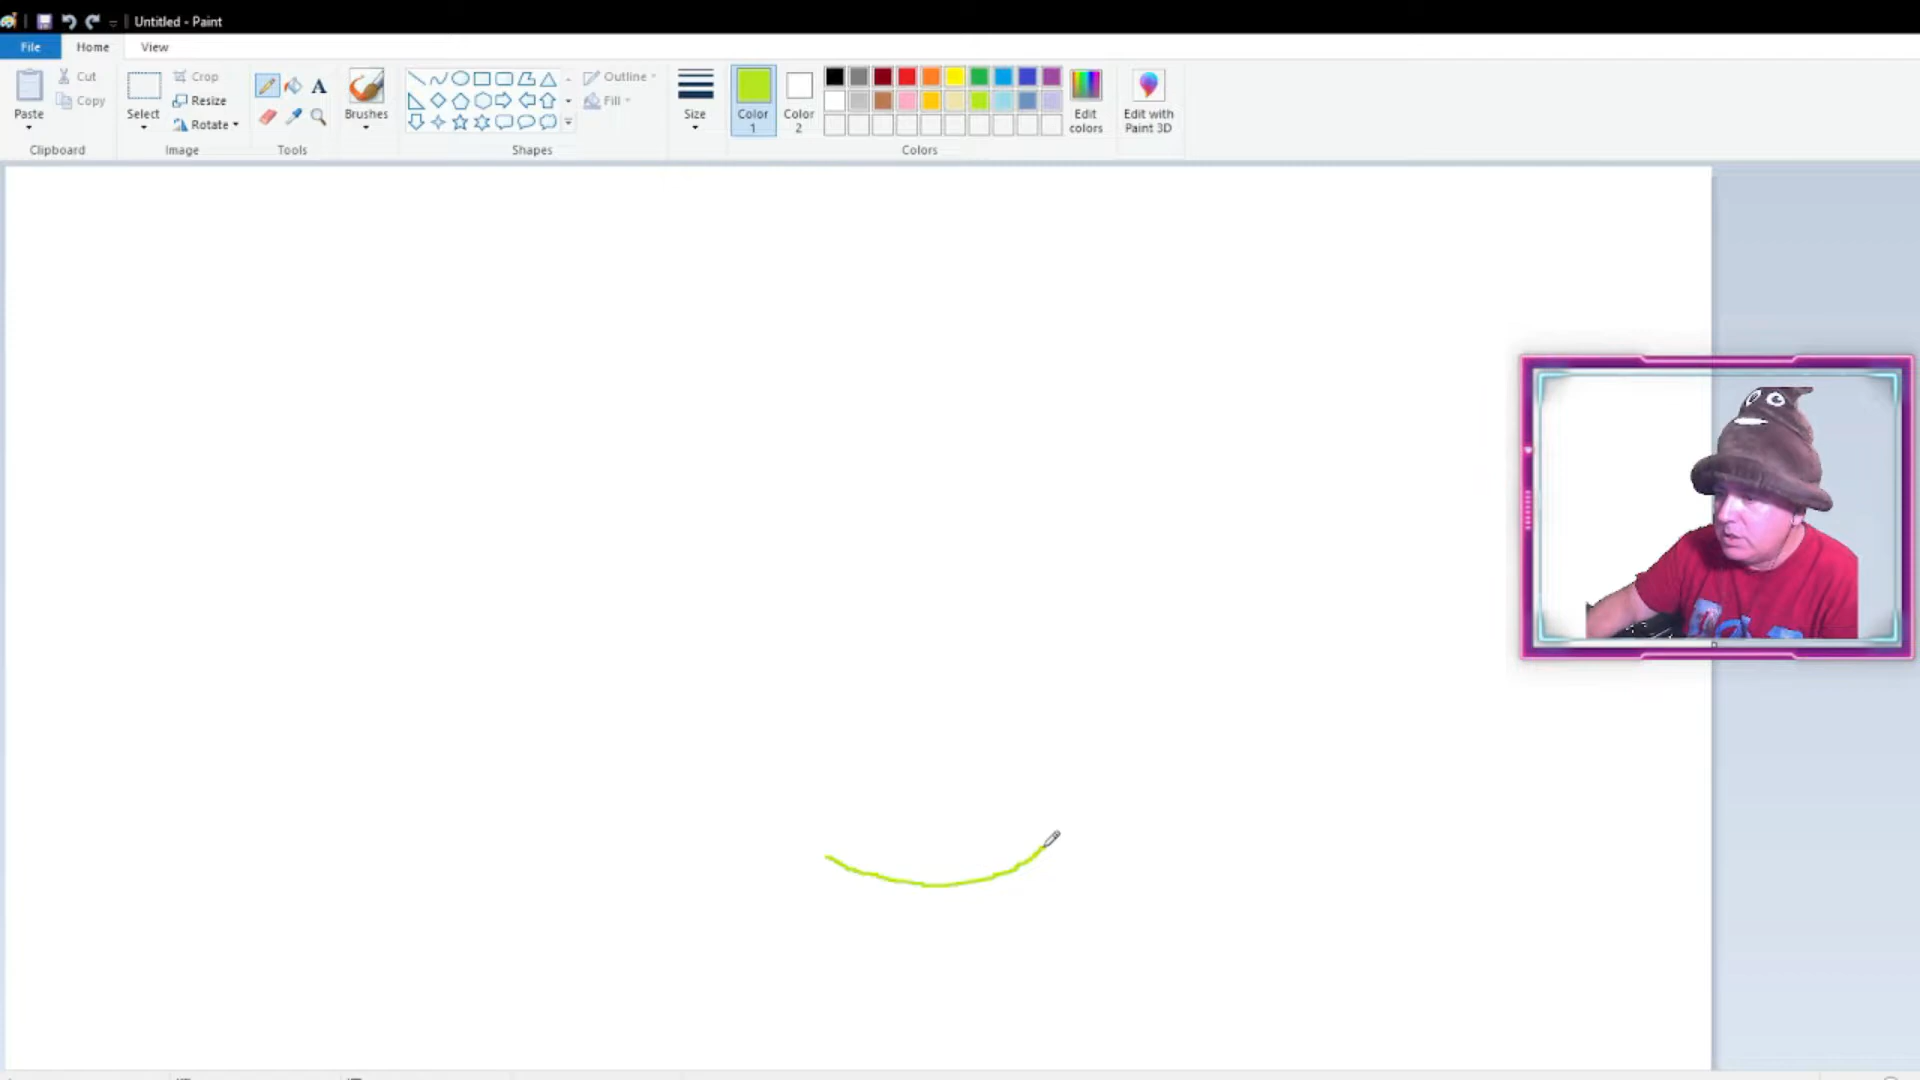 Untitled - Paint
File Home View
Paste
Cut
Copy
Clipboard
Select
Crop
Resize
Rotate
Image
A
Tools
Brushes
Shapes
Outline
Fill
Size
Color 1
Color 2
Colors
Edit colors
Edit with Paint 3D